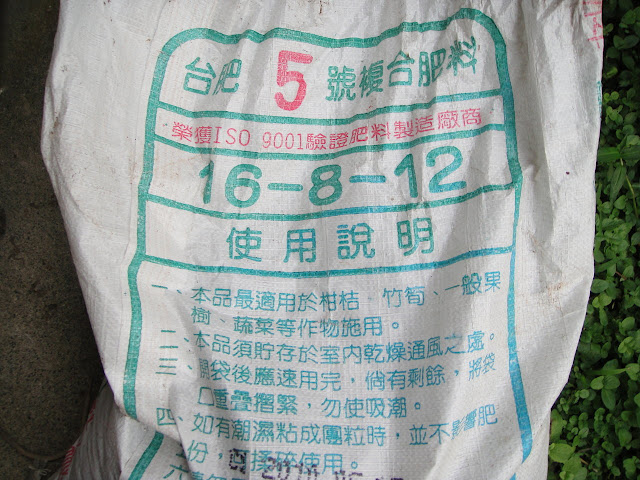 台肥 5 號複合肥料
榮獲ISO 9001驗證肥料製造廠商
16-8-12
使用說明
一、本品最適用於柑桔、竹筍、一般果
樹、蔬菜等作物施用。
二、本品須貯存於室內乾燥通風之處。
三、開袋後應速用完，倘有剩餘，將袋
口重疊摺緊，勿使吸潮。
四、如有潮濕粘成團粒時，並不影響肥
份，可揉碎使用。